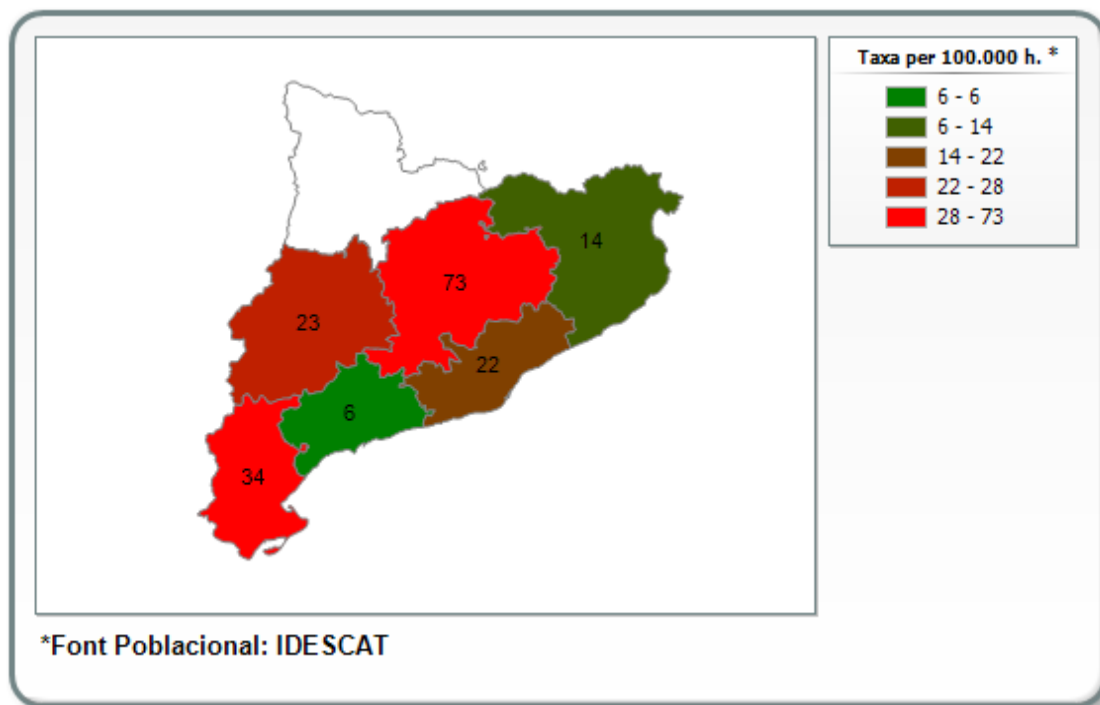 Taxa per 100.000 h. *
6 - 6
6 - 14
14 - 22
22 - 28
28 - 73
14
73
23
22
6
34
*Font Poblacional: IDESCAT